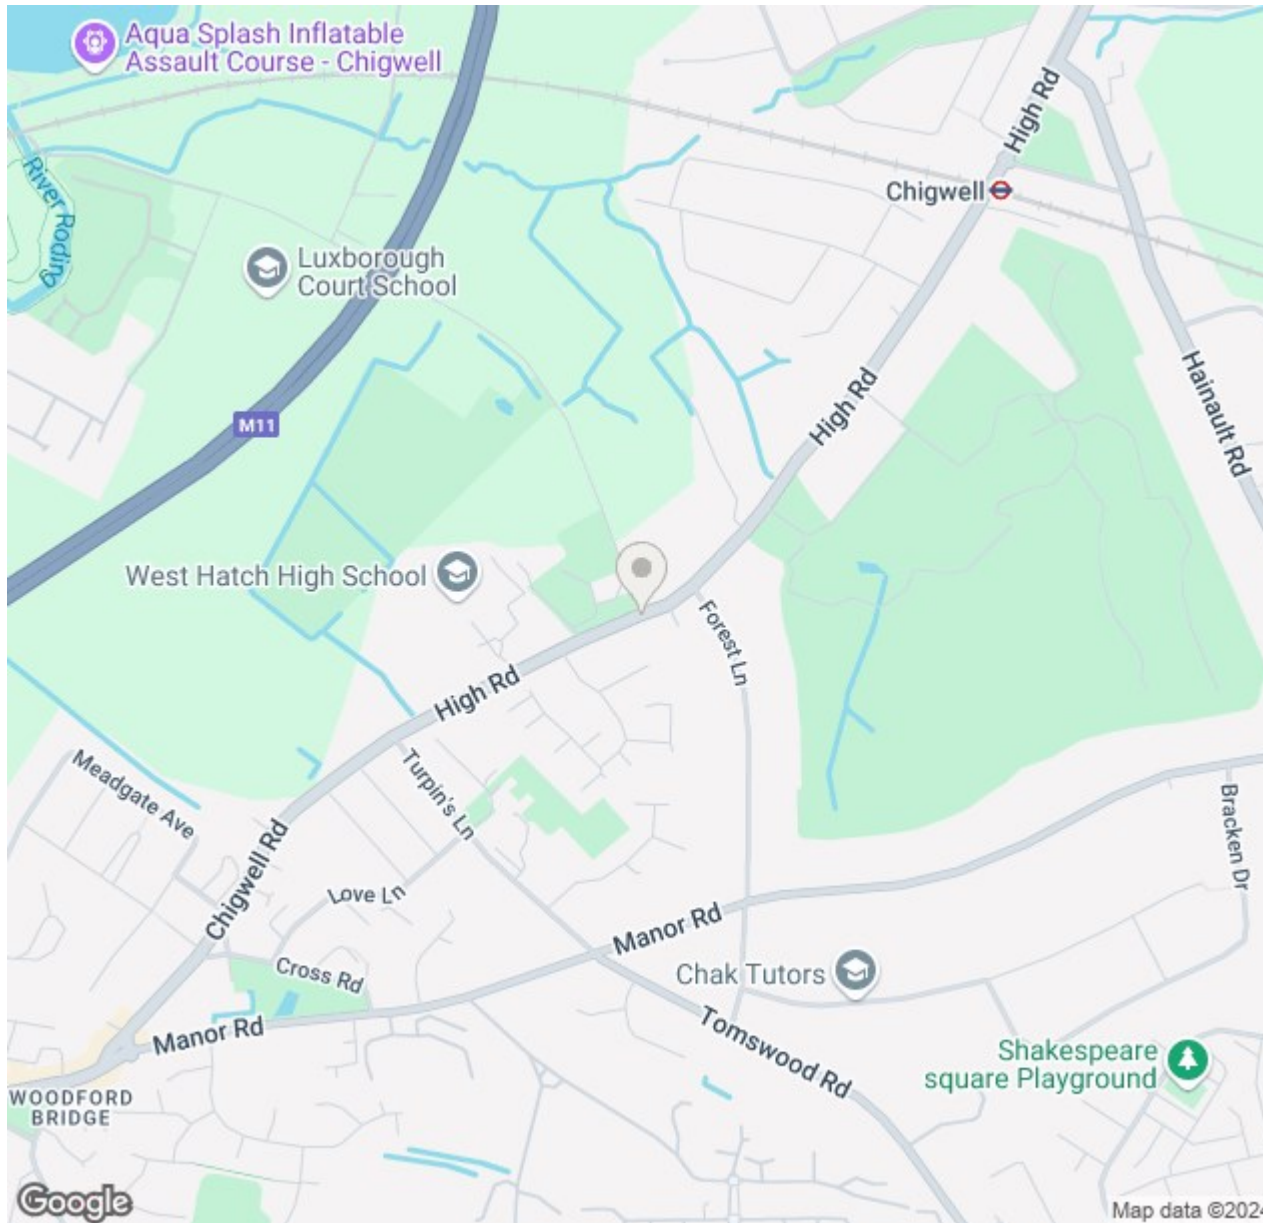 Aqua Splash Inflatable
Assault Course - Chigwell
High Rd
River Roding
Chigwell
Luxborough
Court School
Hainault Rd
High Rd
M11
West Hatch High School
Forest Ln
High Rd
Meadgate Ave
Turpin's Ln
Bracken Dr
Chigwell Rd
Love Ln
Manor Rd
Cross Rd
Chak Tutors
Manor Rd
Tomswood Rd
Shakespeare
square Playground
WOODFORD
BRIDGE
Google
Map data ©2024